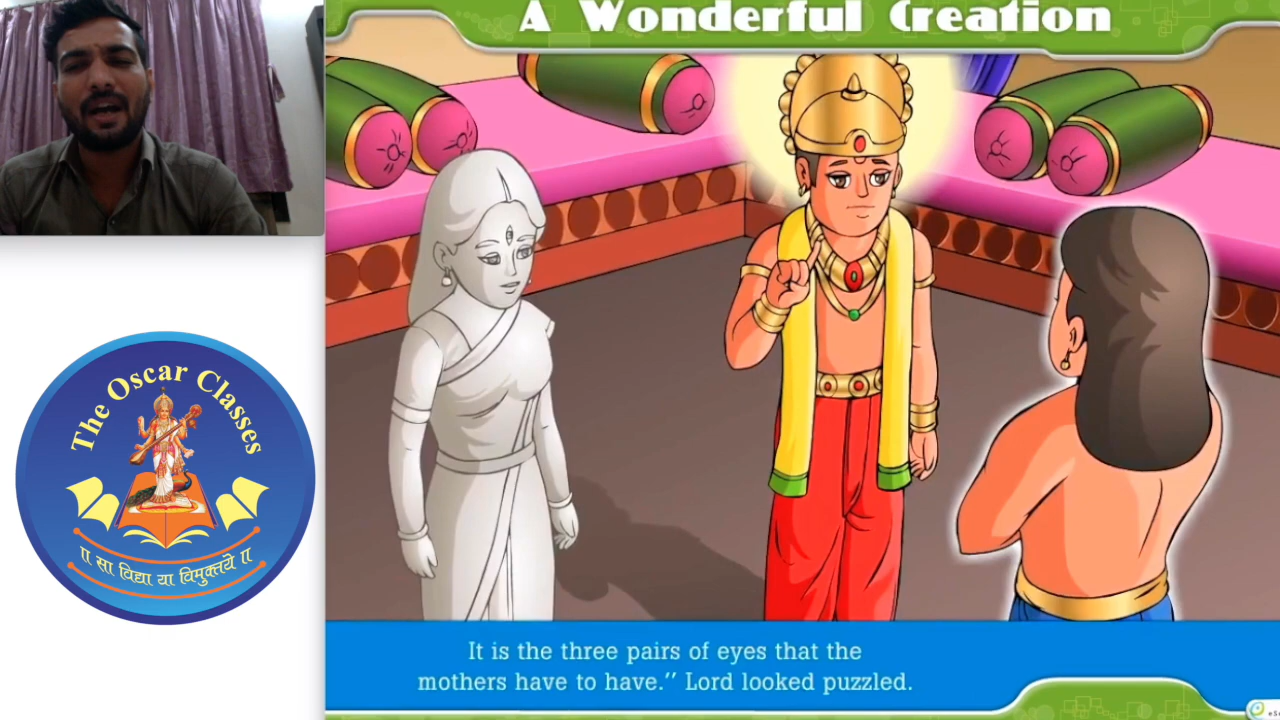 A Wonderful Creation
The Oscar Classes
॥ सा विद्या या विमुक्तये ॥
It is the three pairs of eyes that the
mothers have to have.’’ Lord looked puzzled.